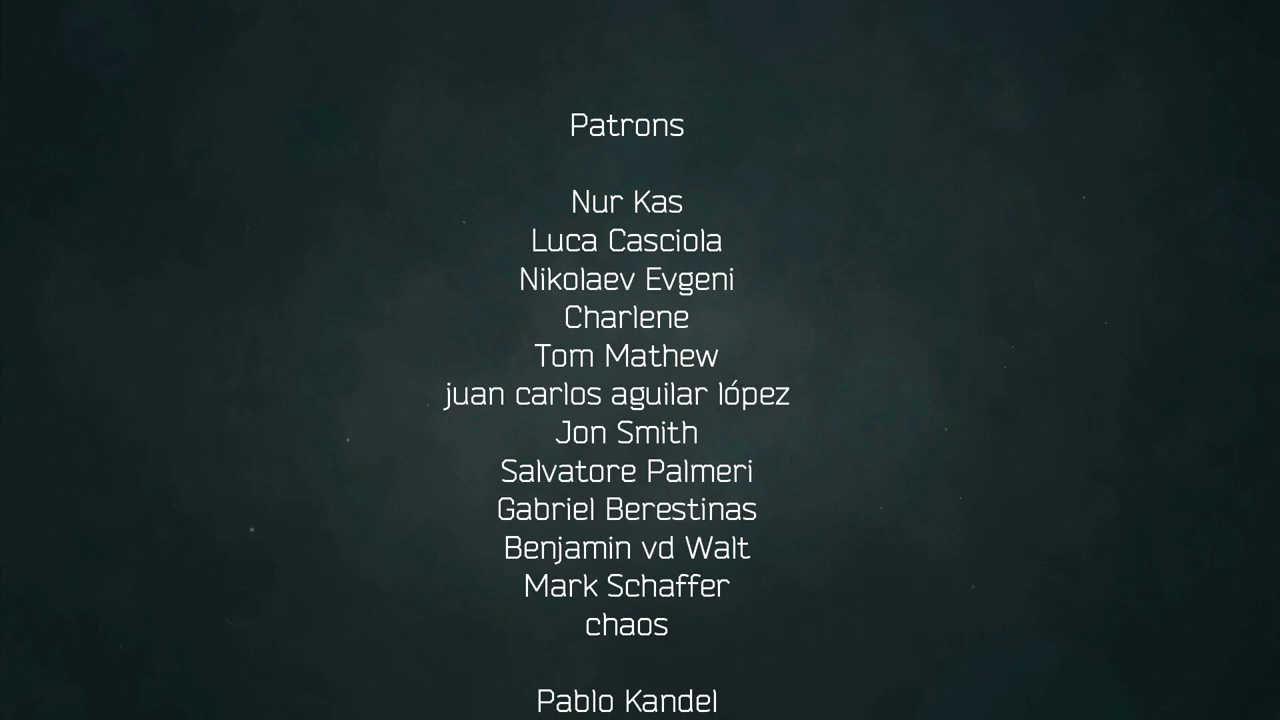 Patrons
Nur Kas
Luca Casciola
Nikolaev Evgeni
Charlene
Tom Mathew
juan carlos aguilar lópez
Jon Smith
Salvatore Palmeri
Gabriel Berestinas
Benjamin vd Walt
Mark Schaffer
chaos
Pablo Kandel